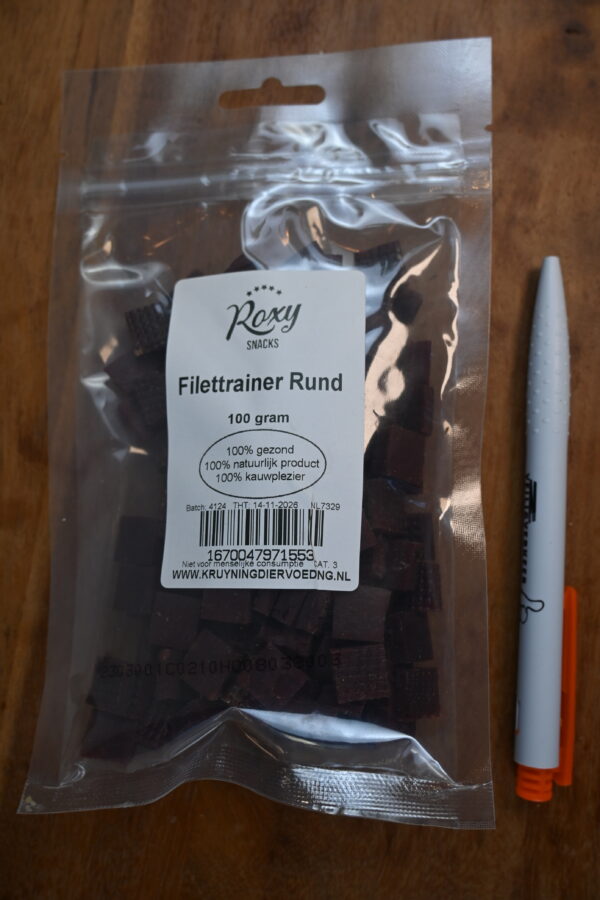 Roxy
SNACKS
Filettrainer Rund
100 gram
100% gezond
100% natuurlijk product
100% kauwplezier
Batch: 4124 THT: 14-11-2026 NL7329
1670047971553
Niet voor menselijke consumptie CAT. 3
WWW.KRUYNINGDIERVOEDNG.NL